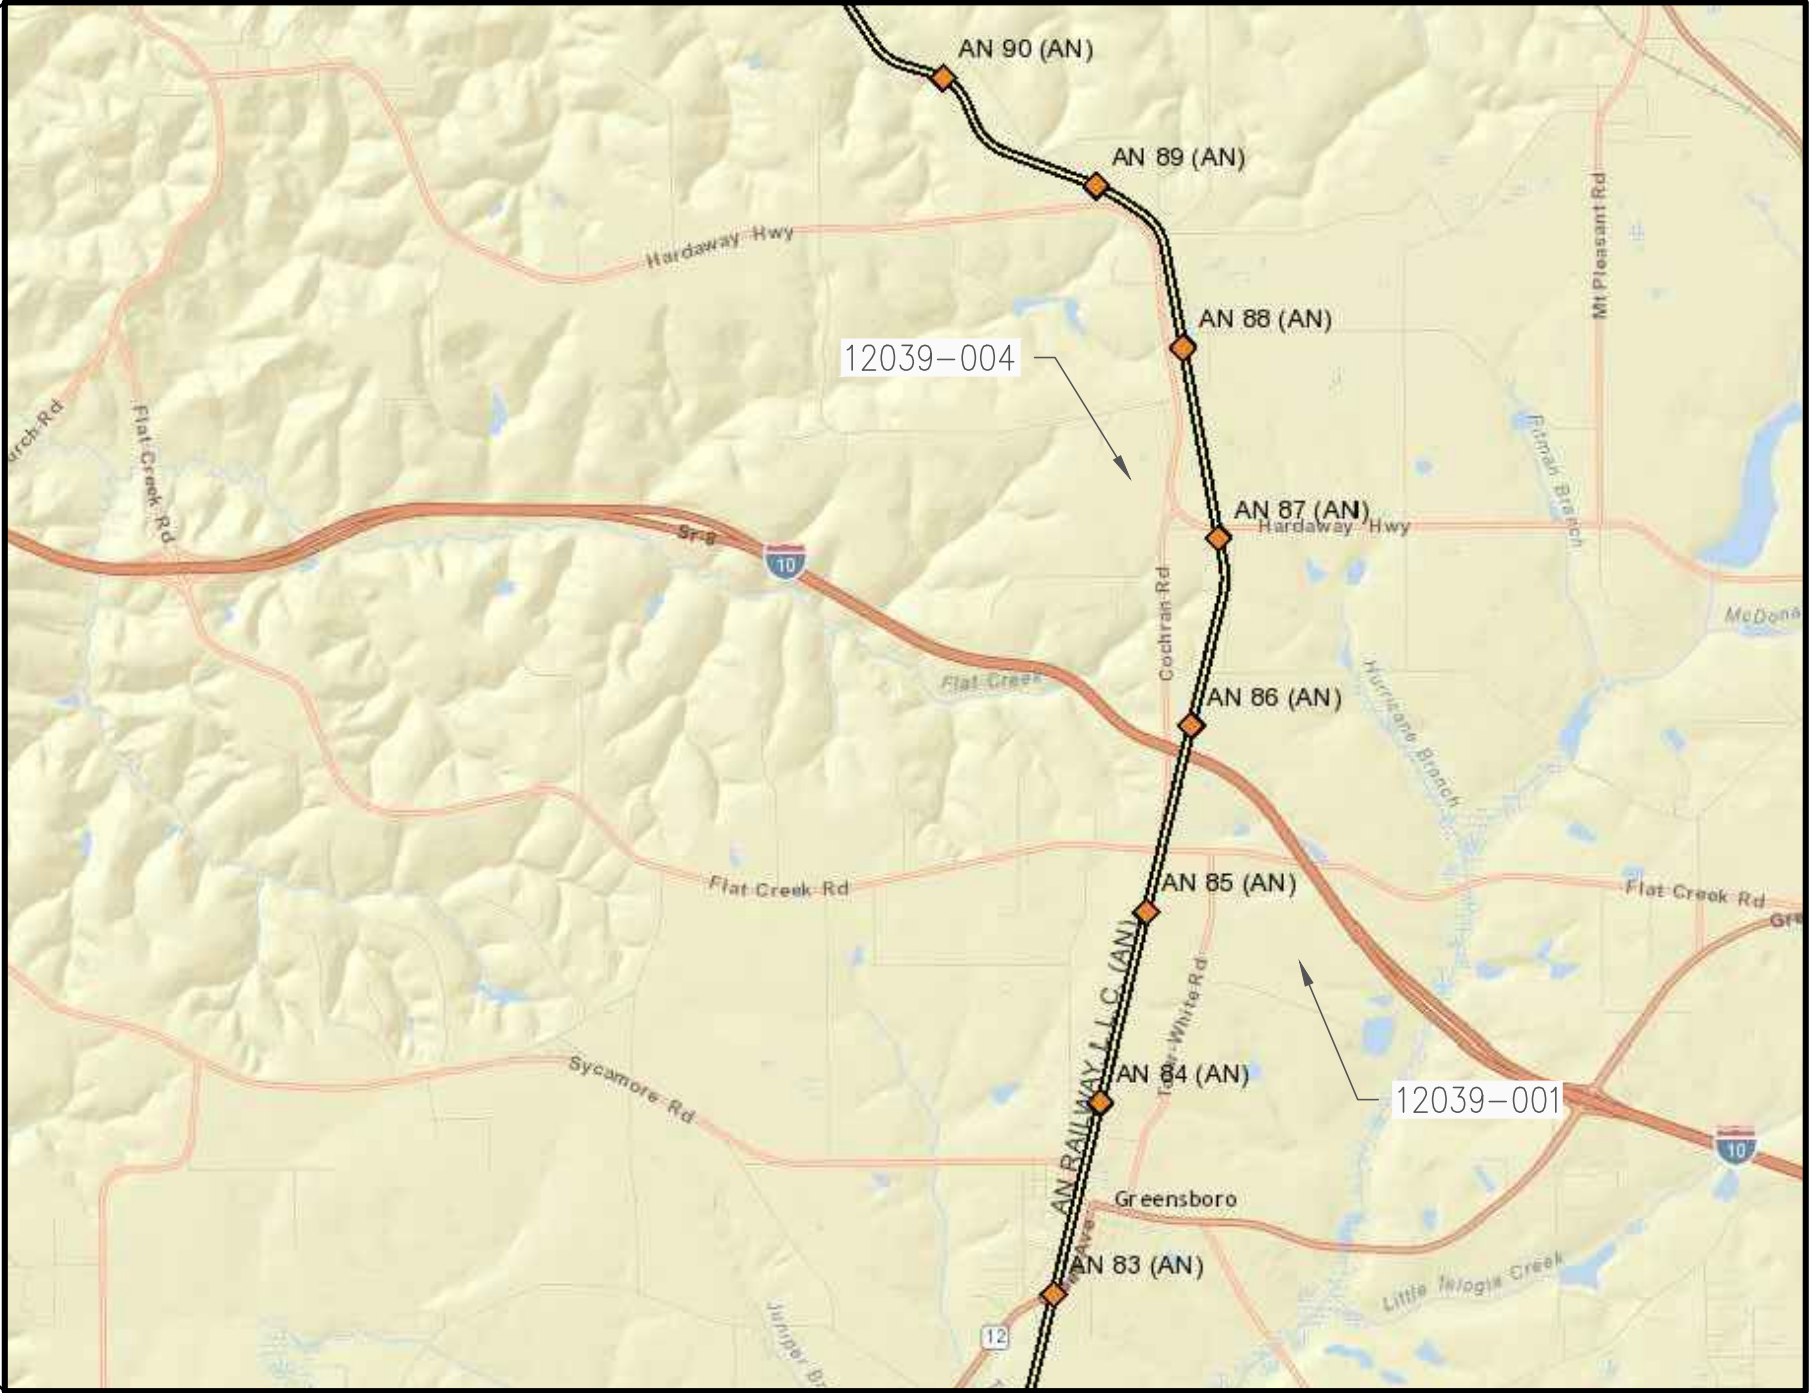 AN 90 (AN)
AN 89 (AN)
Mt Pleasant Rd
Hardaway Hwy
AN 88 (AN)
12039-004
Flat Creek Rd
Pitman Branch
AN 87 (AN)
Hardaway Hwy
Sr-8
10
Cochran Rd
Flat Creek
Hurricane Branch
AN 86 (AN)
AN 85 (AN)
Flat Creek Rd
Flat Creek Rd
AN RAILWAY, L.L.C. (AN)
AN 84 (AN)
12039-001
Sycamore Rd
10
Greensboro
AN 83 (AN)
Little Telogia Creek
12
Juniper